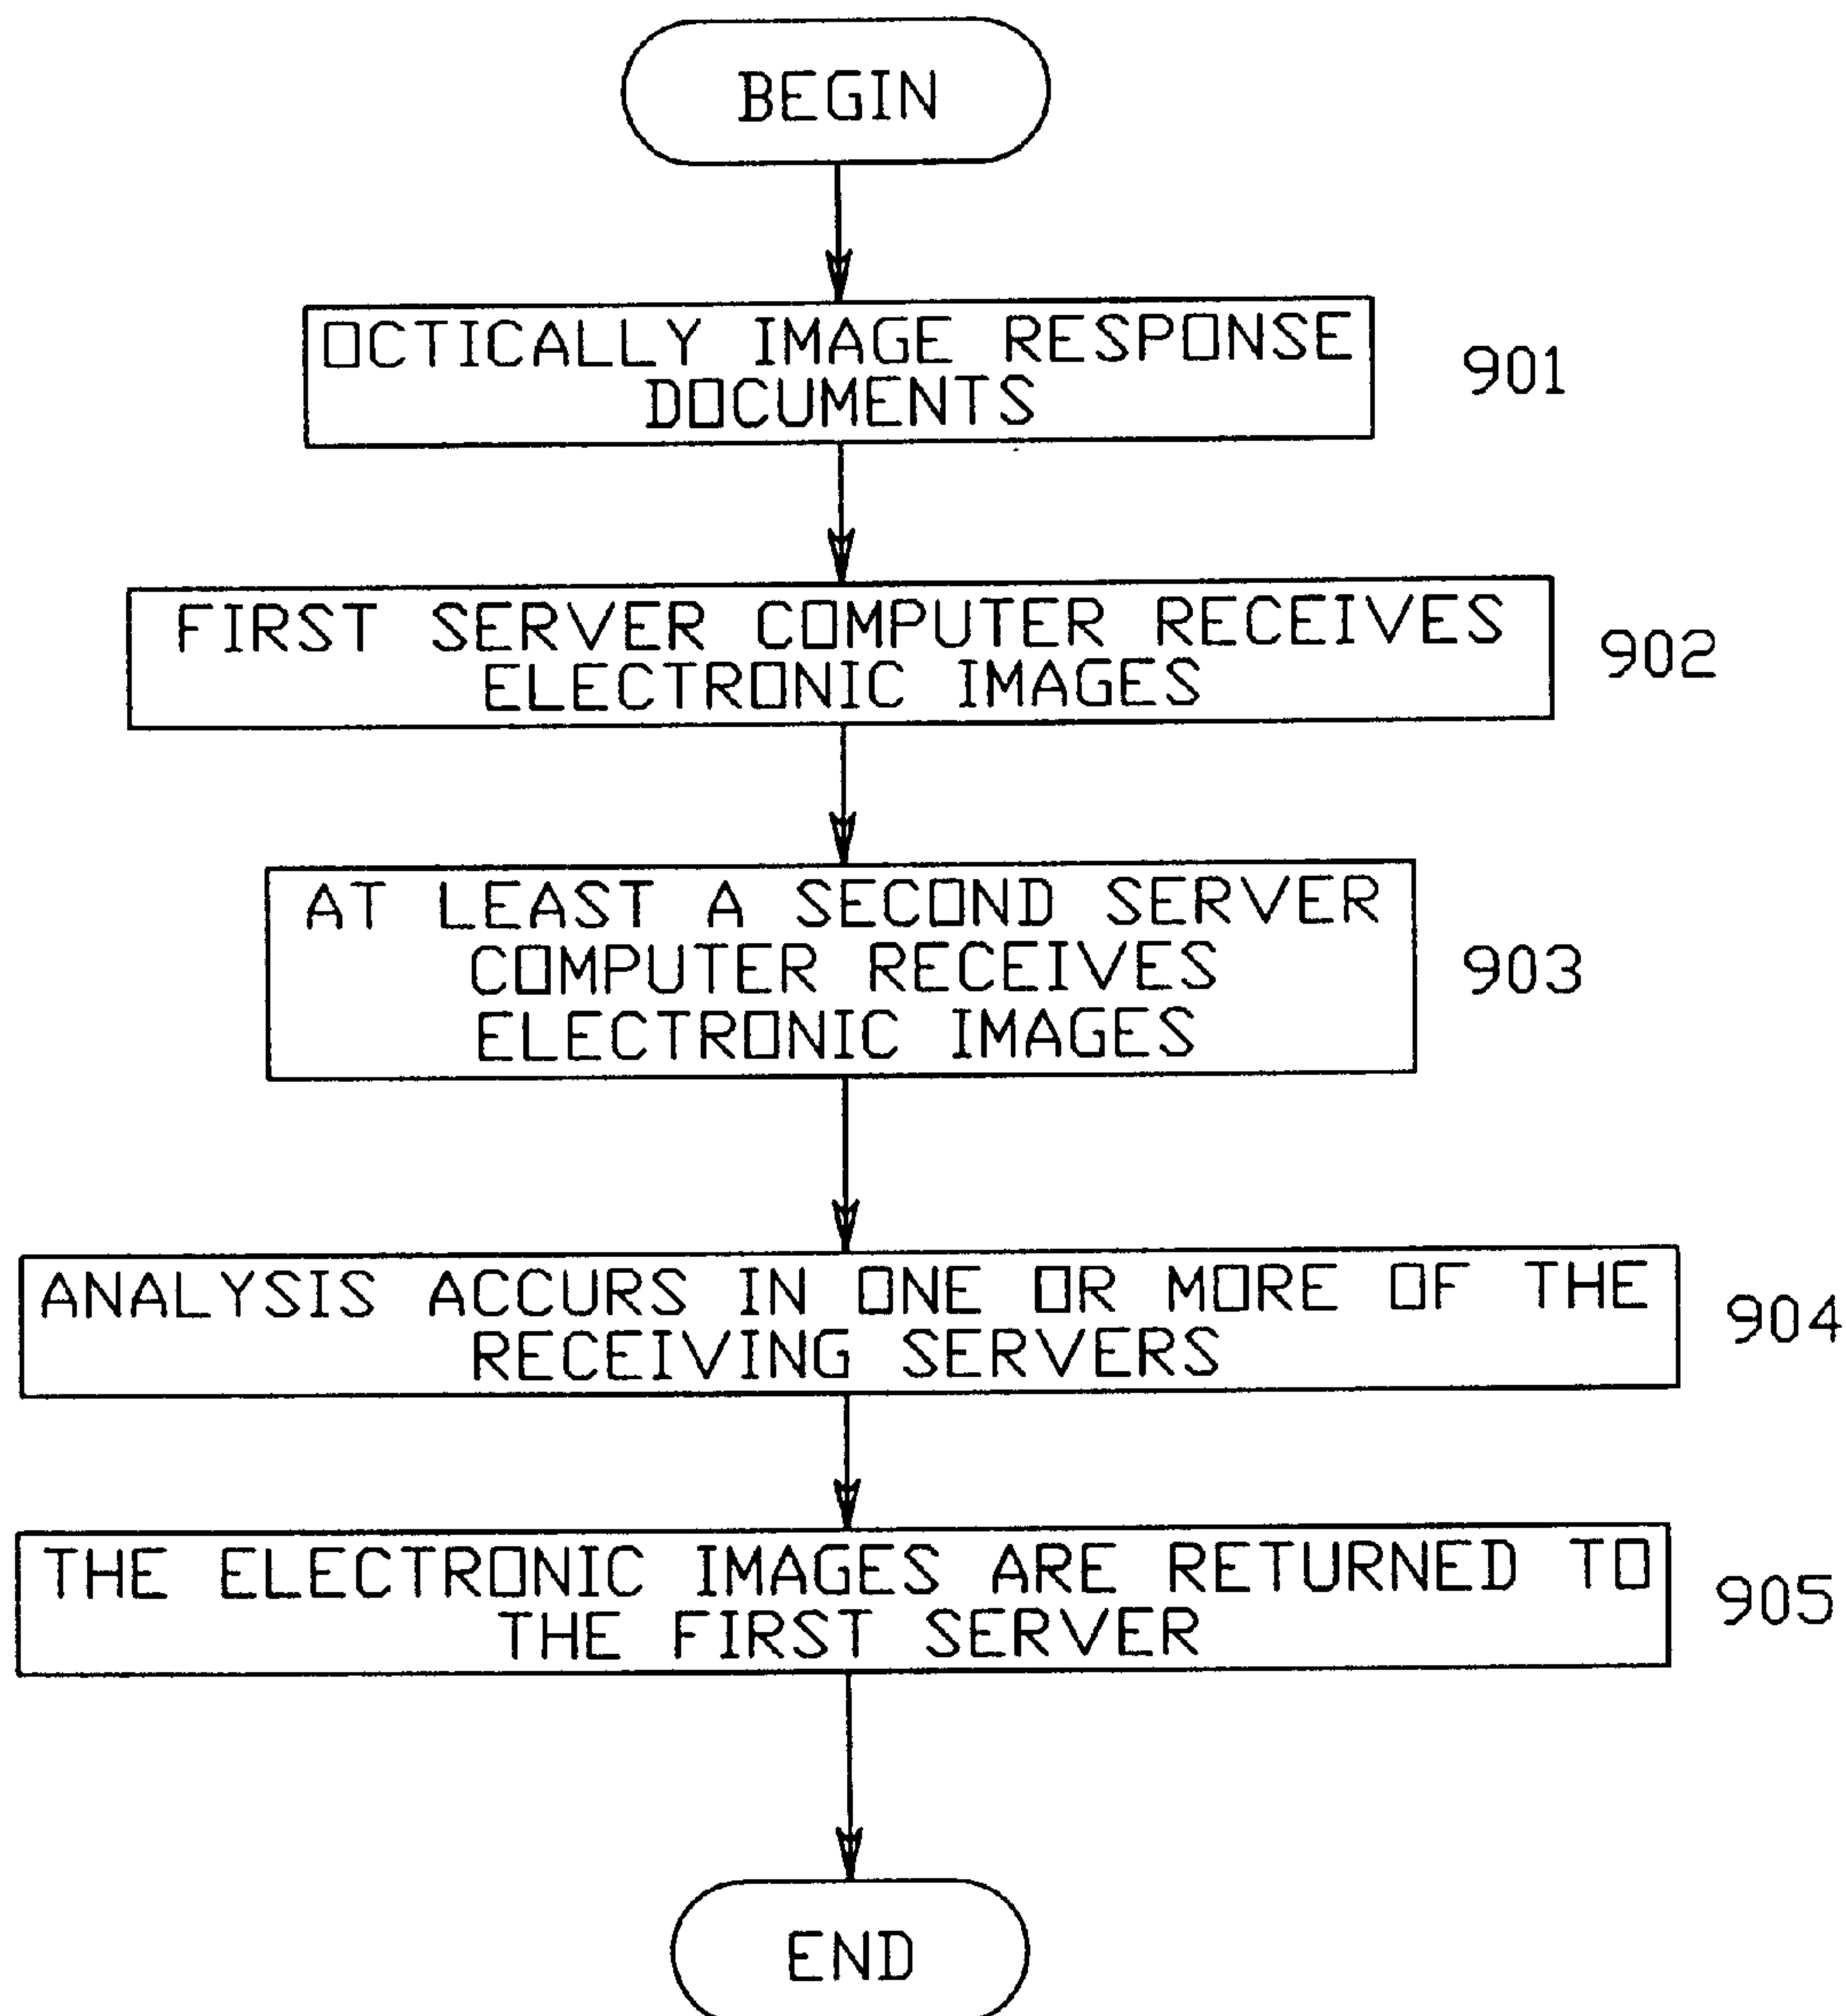 BEGIN
OCTICALLY IMAGE RESPONSE
DOCUMENTS
901
FIRST SERVER COMPUTER RECEIVES
ELECTRONIC IMAGES
902
AT LEAST A SECOND SERVER
COMPUTER RECEIVES
ELECTRONIC IMAGES
903
ANALYSIS ACCURS IN ONE OR MORE OF THE
RECEIVING SERVERS
904
THE ELECTRONIC IMAGES ARE RETURNED TO
THE FIRST SERVER
905
END